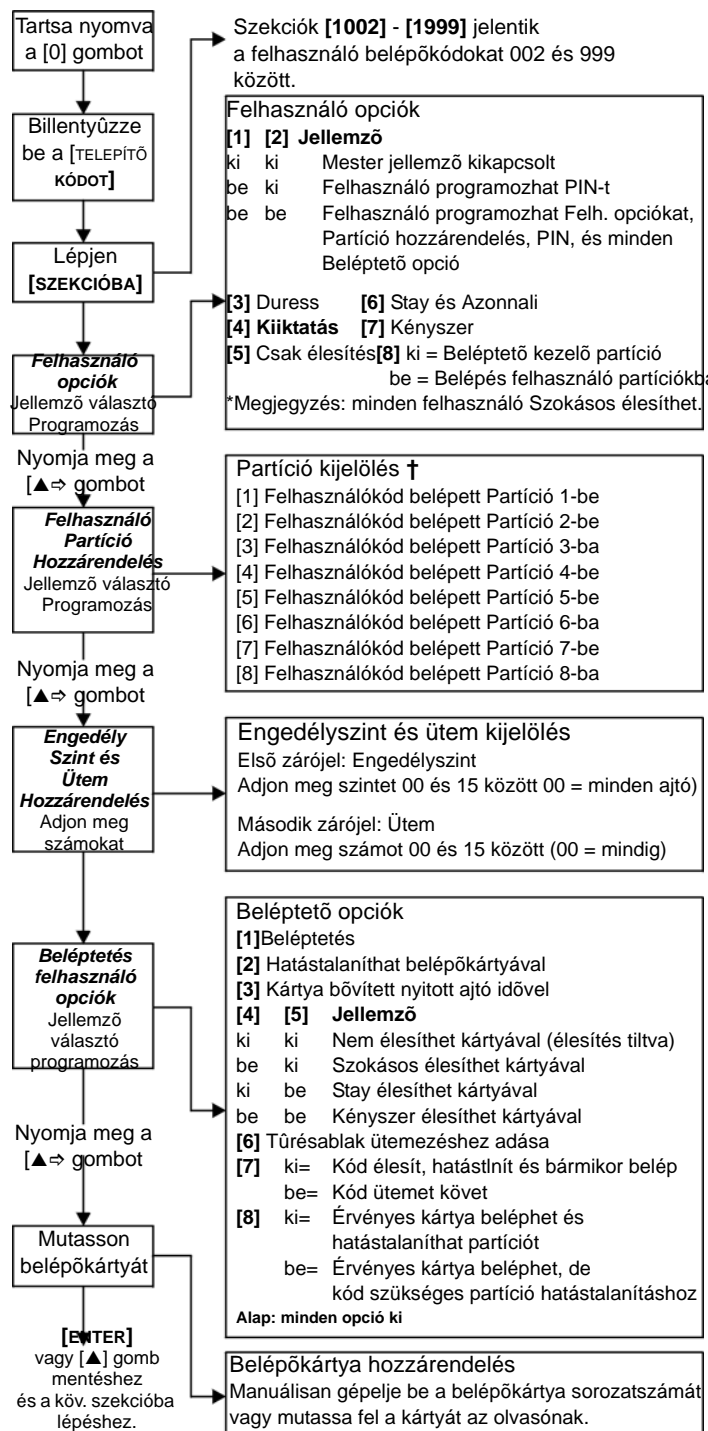 Tartsa nyomva
a [0] gombot
Szekciók [1002] - [1999] jelentik
a felhasználó belépõkódokat 002 és 999
között.
Billentyûzze
be a [TELEPÍTÕ
KÓDOT]
Lépjen
[SZEKCIÓBA]
Felhasználó opciók
[1] [2] Jellemzõ
ki ki Mester jellemzõ kikapcsolt
be ki Felhasználó programozhat PIN-t
be be Felhasználó programozhat Felh. opciókat,
Partíció hozzárendelés, PIN, és minden
Beléptetõ opció
[3] Duress [6] Stay és Azonnali
[4] Kiiktatás [7] Kényszer
[5] Csak élesítés[8] ki = Beléptetõ kezelõ partíció
be = Belépés felhasználó partíciókba
*Megjegyzés: minden felhasználó Szokásos élesíthet.
Felhasználó
opciók
Jellemzõ választó
Programozás
Nyomja meg a
[▲⇨ gombot
Felhasználó
Partíció
Hozzárendelés
Jellemzõ választó
Programozás
Partíció kijelölés †
[1] Felhasználókód belépett Partíció 1-be
[2] Felhasználókód belépett Partíció 2-be
[3] Felhasználókód belépett Partíció 3-ba
[4] Felhasználókód belépett Partíció 4-be
[5] Felhasználókód belépett Partíció 5-be
[6] Felhasználókód belépett Partíció 6-ba
[7] Felhasználókód belépett Partíció 7-be
[8] Felhasználókód belépett Partíció 8-ba
Nyomja meg a
[▲⇨ gombot
Engedély
Szint és
Ütem
Hozzárendelés
Adjon meg
számokat
Engedélyszint és ütem kijelölés
Elsõ zárójel: Engedélyszint
Adjon meg szintet 00 és 15 között 00 = minden ajtó)
Második zárójel: Ütem
Adjon meg számot 00 és 15 között (00 = mindig)
Beléptetés
felhasználó
opciók
Jellemzõ
választó
programozás
Beléptetõ opciók
[1]Beléptetés
[2] Hatástalaníthat belépõkártyával
[3] Kártya bõvített nyitott ajtó idõvel
[4] [5] Jellemzõ
ki ki Nem élesíthet kártyával (élesítés tiltva)
be ki Szokásos élesíthet kártyával
ki be Stay élesíthet kártyával
be be Kényszer élesíthet kártyával
[6] Tûrésablak ütemezéshez adása
[7] ki= Kód élesít, hatástlnít és bármikor belép
be= Kód ütemet követ
[8] ki= Érvényes kártya beléphet és
hatástalaníthat partíciót
be= Érvényes kártya beléphet, de
kód szükséges partíció hatástalanításhoz
Alap: minden opció ki
Nyomja meg a
[▲⇨ gombot
Mutasson
belépõkártyát
[ENTER]
vagy [▲] gomb
mentéshez
és a köv. szekcióba
lépéshez.
Belépõkártya hozzárendelés
Manuálisan gépelje be a belépõkártya sorozatszámát
vagy mutassa fel a kártyát az olvasónak.